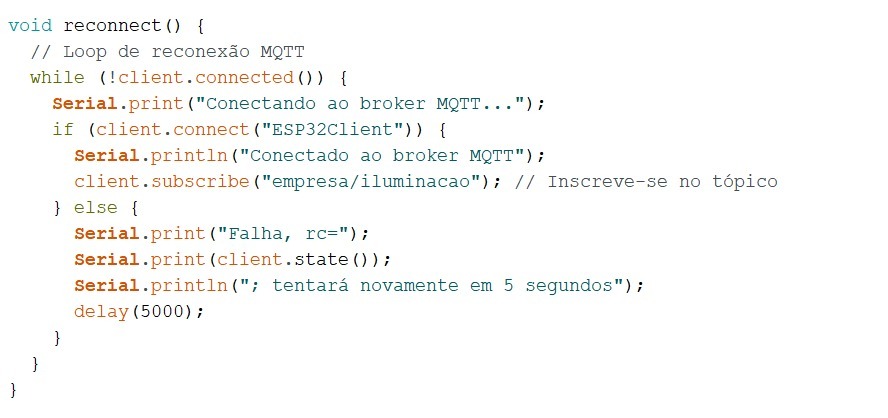 void reconnect() {
  // Loop de reconexão MQTT
  while (!client.connected()) {
    Serial.print("Conectando ao broker MQTT...");
    if (client.connect("ESP32Client")) {
      Serial.println("Conectado ao broker MQTT");
      client.subscribe("empresa/iluminacao"); // Inscreve-se no tópico
    } else {
      Serial.print("Falha, rc=");
      Serial.print(client.state());
      Serial.println("; tentará novamente em 5 segundos");
      delay(5000);
    }
  }
}